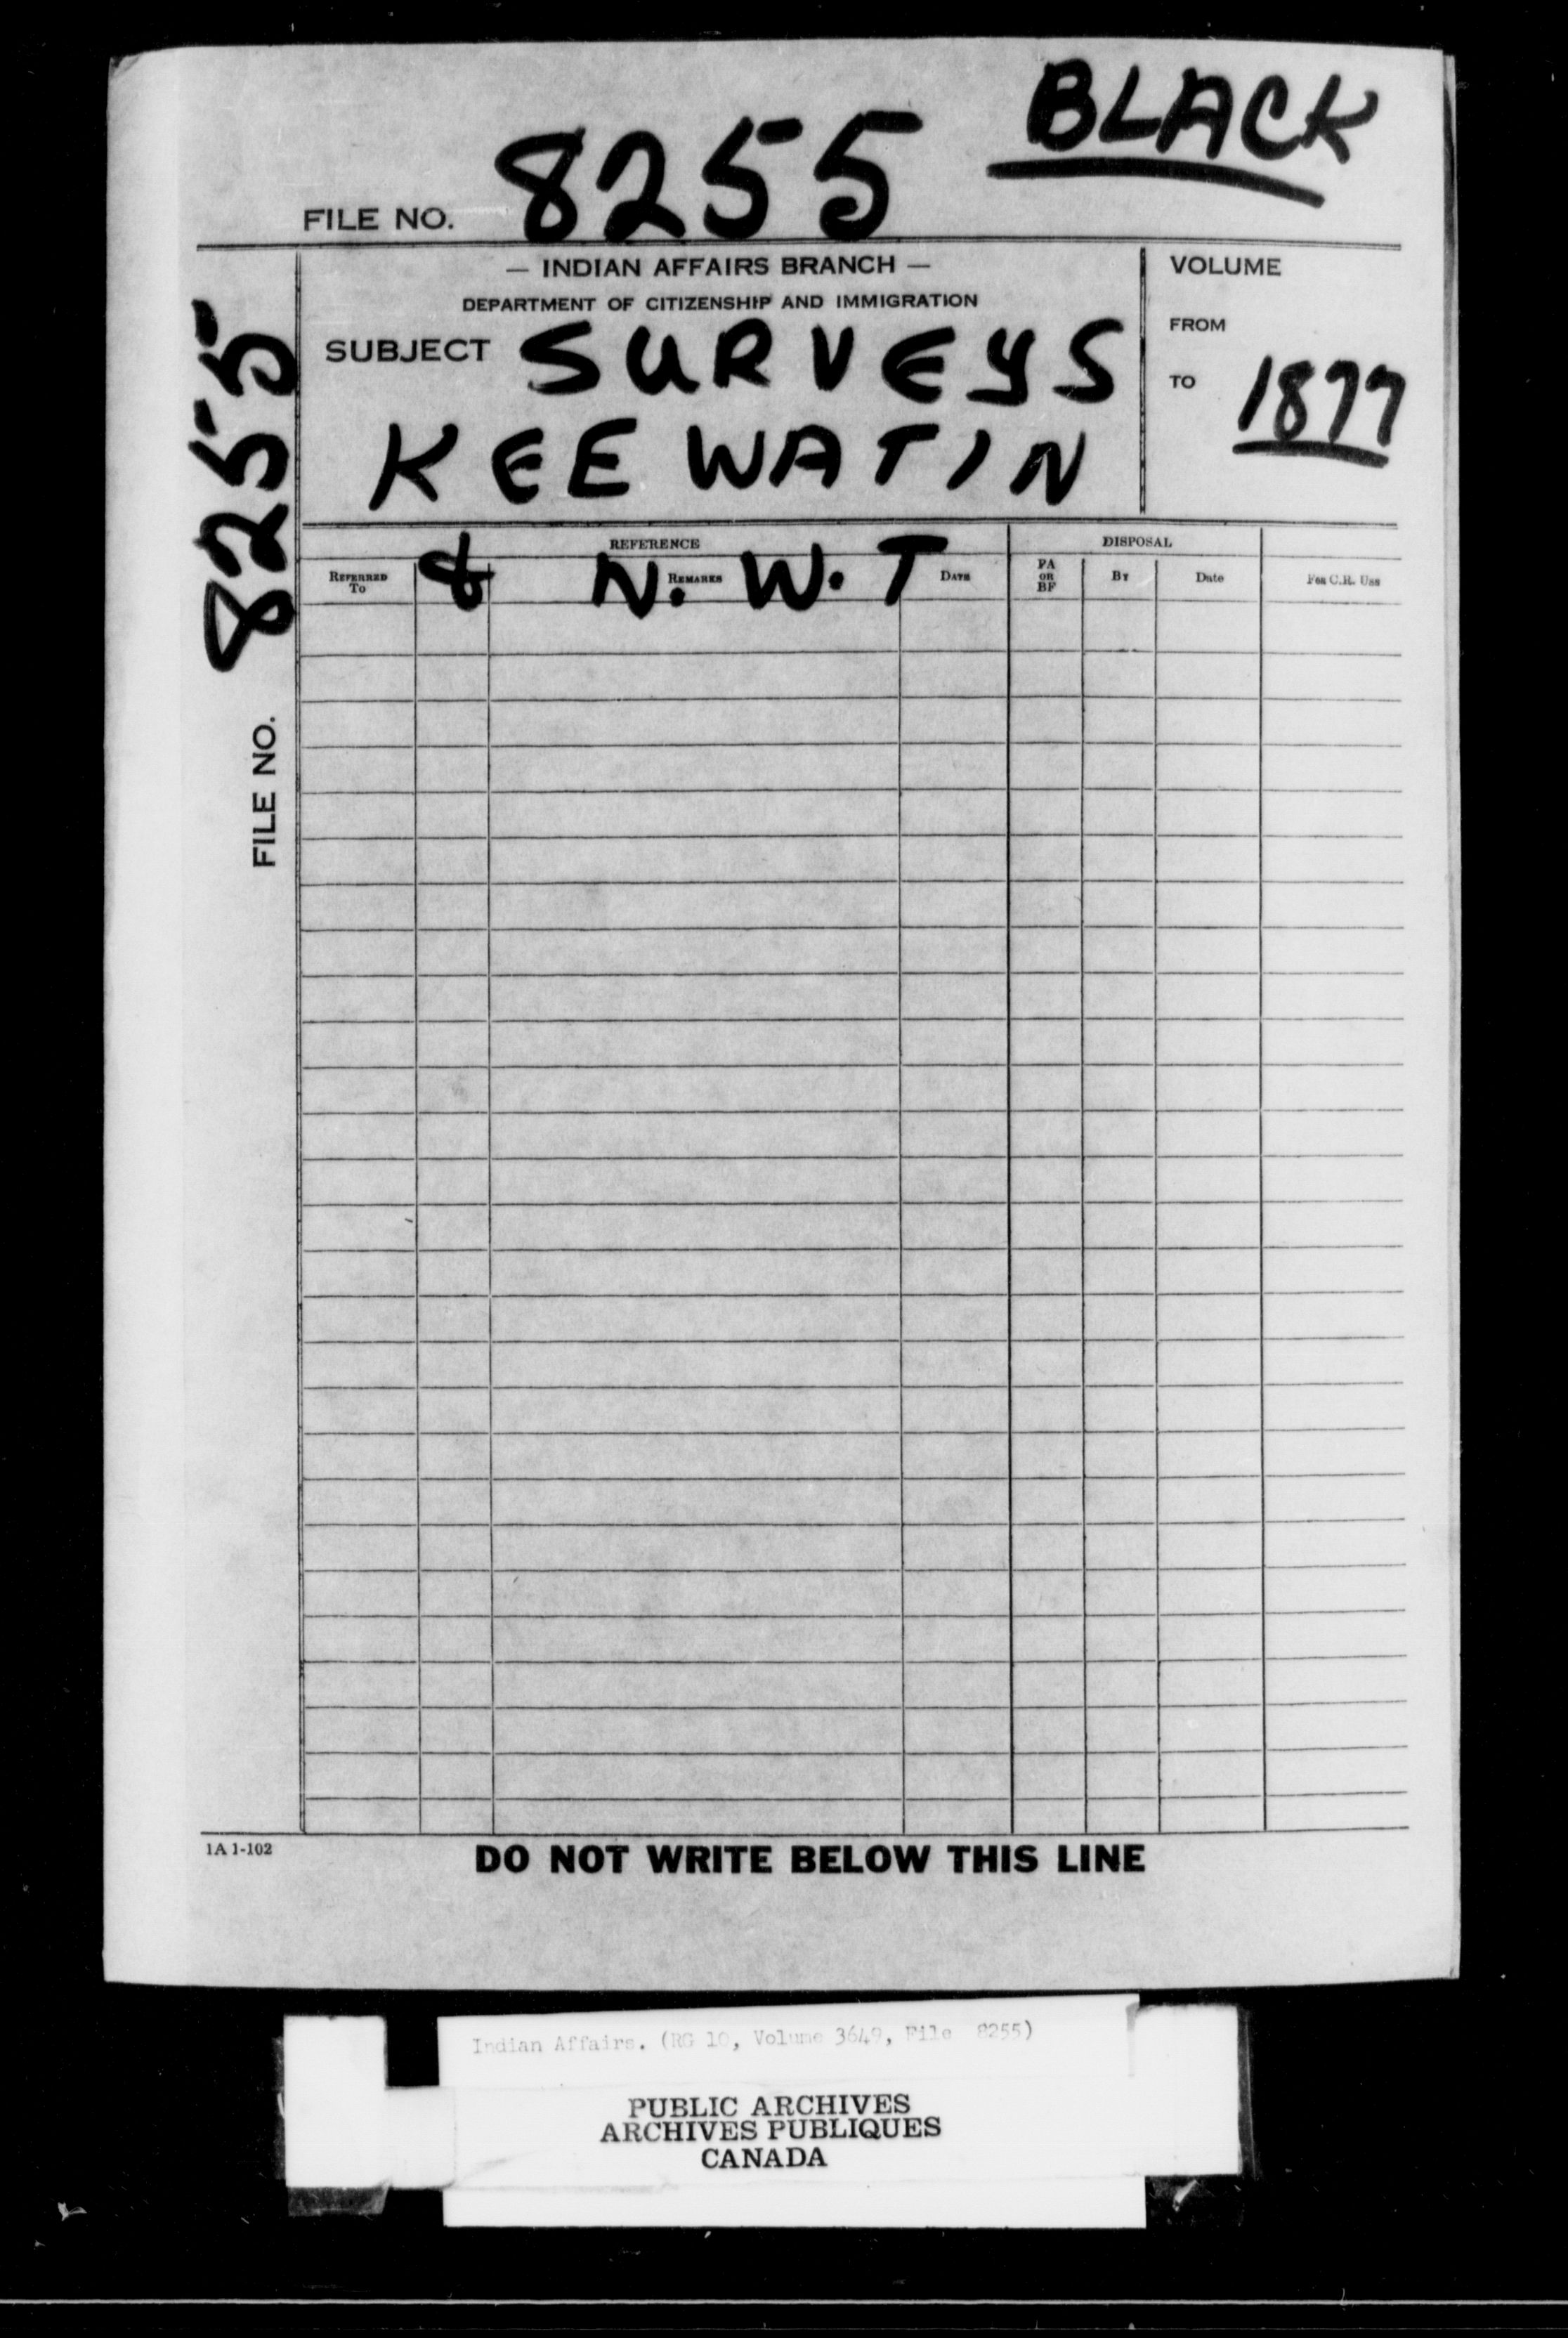 BLACK
FILE NO. 8255
— INDIAN AFFAIRS BRANCH —
DEPARTMENT OF CITIZENSHIP AND IMMIGRATION
SUBJECT SURVEYS
KEEWATIN
& N.W.T
VOLUME
FROM
TO 1877
REFERENCE
DISPOSAL
REFERRED TO
REMARKS
DATE
PA OR BF
BY
DATE
FOR C.R. USE
FILE NO. 8255
IA 1-102
DO NOT WRITE BELOW THIS LINE
Indian Affairs. (RG 10, Volume 3649, File 8255)
PUBLIC ARCHIVES
ARCHIVES PUBLIQUES
CANADA